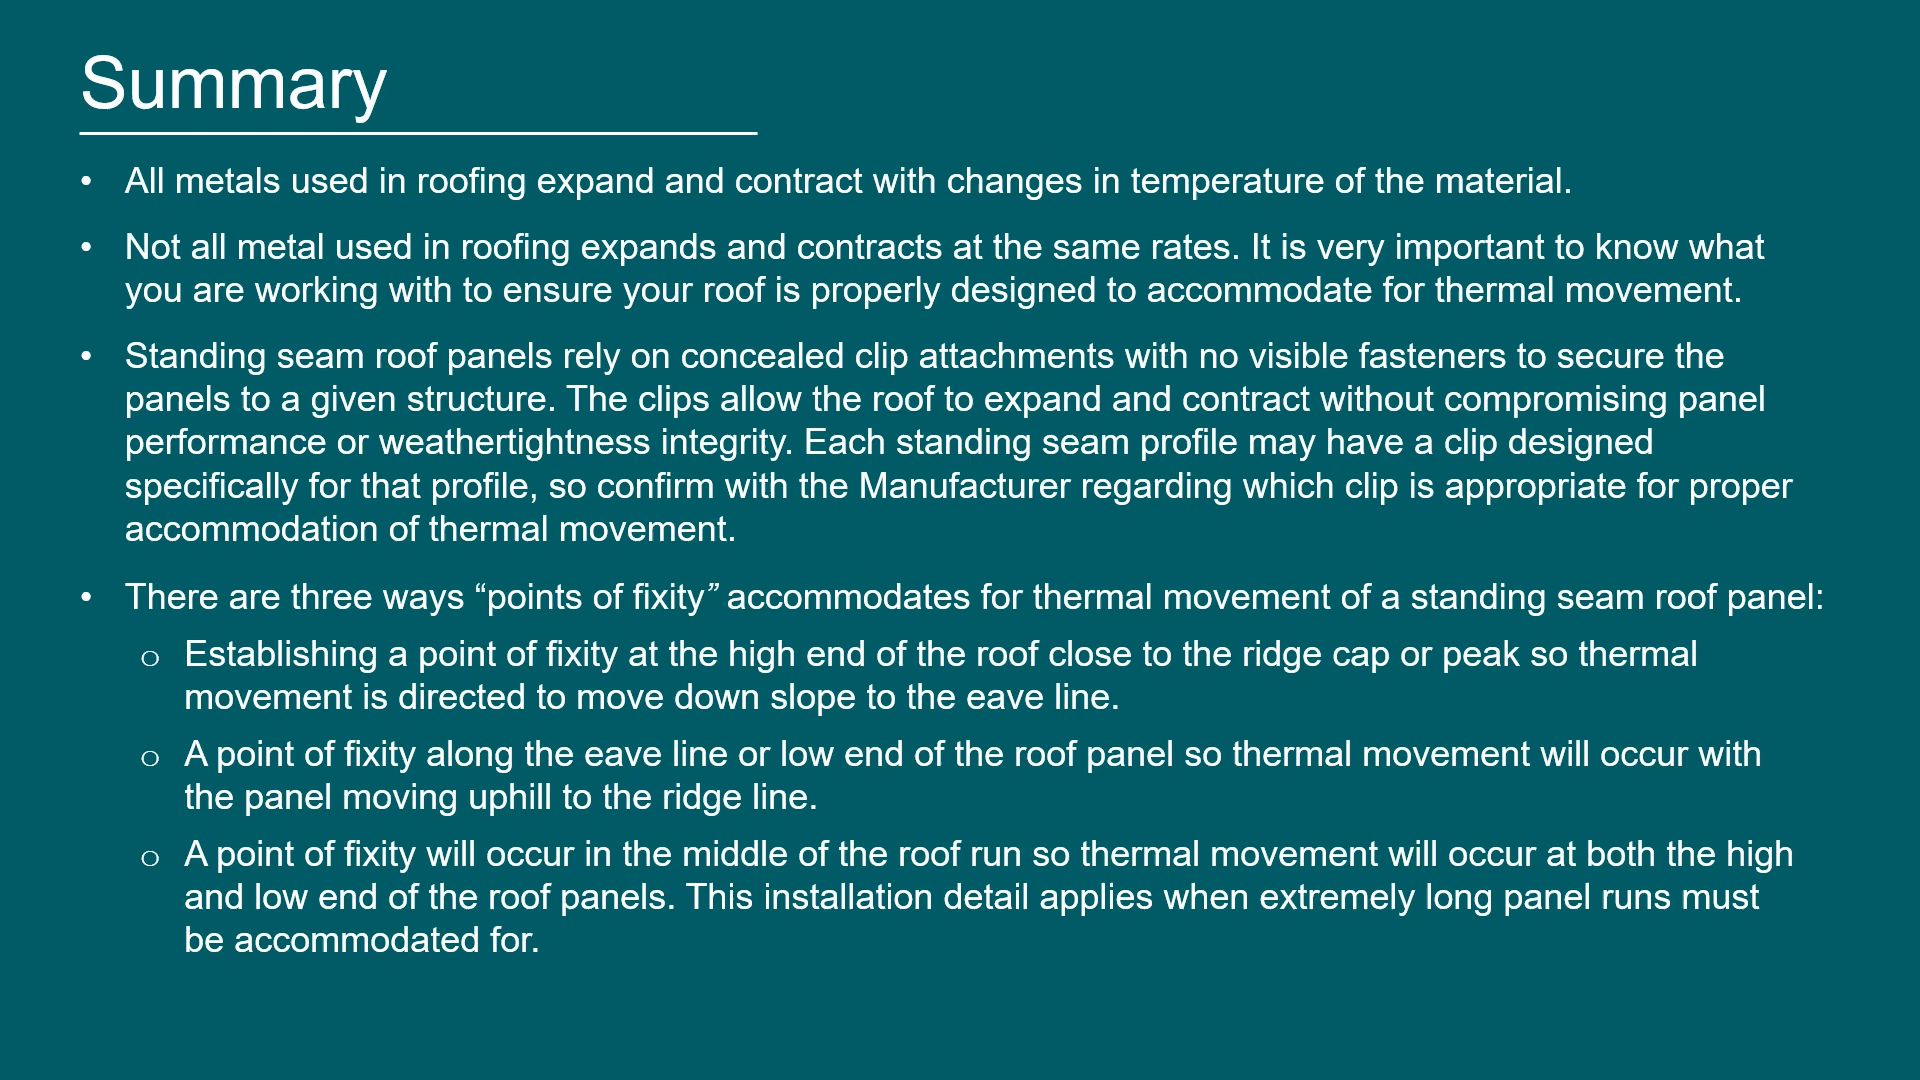 Summary
• All metals used in roofing expand and contract with changes in temperature of the material.
• Not all metal used in roofing expands and contracts at the same rates. It is very important to know what
you are working with to ensure your roof is properly designed to accommodate for thermal movement.
• Standing seam roof panels rely on concealed clip attachments with no visible fasteners to secure the
panels to a given structure. The clips allow the roof to expand and contract without compromising panel
performance or weathertightness integrity. Each standing seam profile may have a clip designed
specifically for that profile, so confirm with the Manufacturer regarding which clip is appropriate for proper
accommodation of thermal movement.
• There are three ways “points of fixity” accommodates for thermal movement of a standing seam roof panel:
o Establishing a point of fixity at the high end of the roof close to the ridge cap or peak so thermal
movement is directed to move down slope to the eave line.
o A point of fixity along the eave line or low end of the roof panel so thermal movement will occur with
the panel moving uphill to the ridge line.
o A point of fixity will occur in the middle of the roof run so thermal movement will occur at both the high
and low end of the roof panels. This installation detail applies when extremely long panel runs must
be accommodated for.